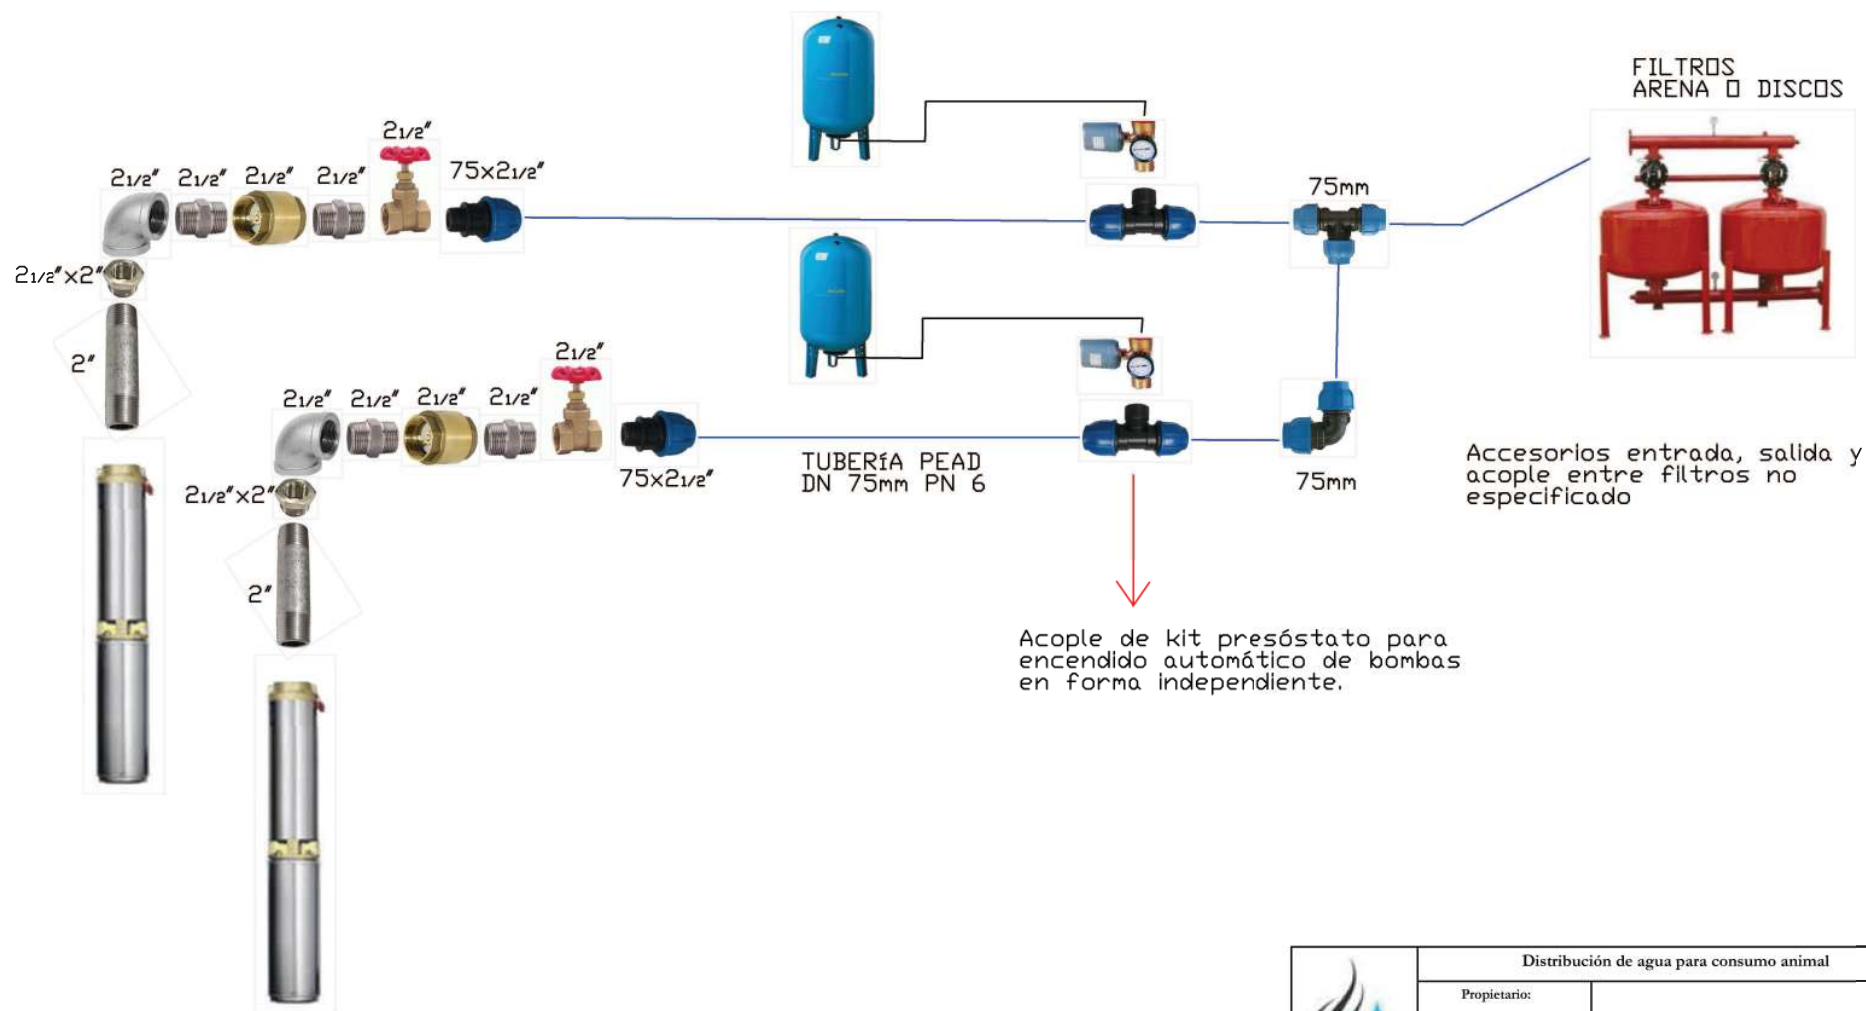 FILTROS
ARENA O DISCOS
2 1/2"
2 1/2"
2 1/2"
2 1/2"
2 1/2"
75x2 1/2"
75mm
2 1/2"x2"
2"
2 1/2"
2 1/2"
2 1/2"
2 1/2"
2 1/2"
75x2 1/2"
TUBERíA PEAD
DN 75mm PN 6
75mm
Accesorios entrada, salida y
acople entre filtros no
especificado
2 1/2"x2"
2"
Acople de kit presóstato para
encendido automático de bombas
en forma independiente.
Distribución de agua para consumo animal
Propietario: